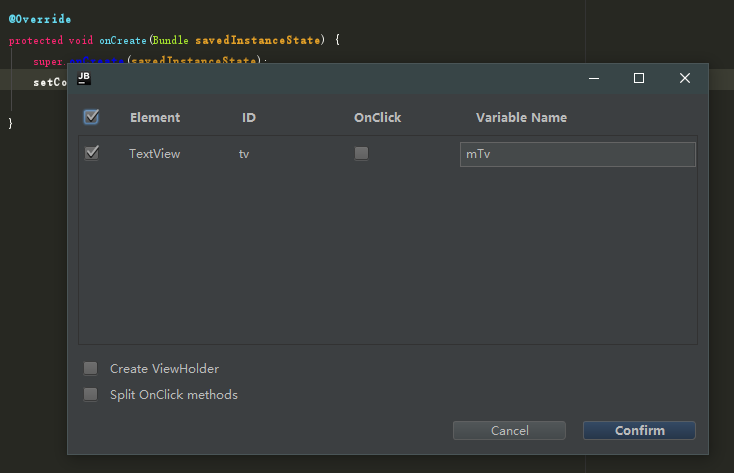 @Override
protected void onCreate(Bundle savedInstanceState) {
super.onCreate(savedInstanceState);
setCo
}
JB
Element ID OnClick Variable Name
TextView tv mTv
Create ViewHolder
Split OnClick methods
Cancel Confirm